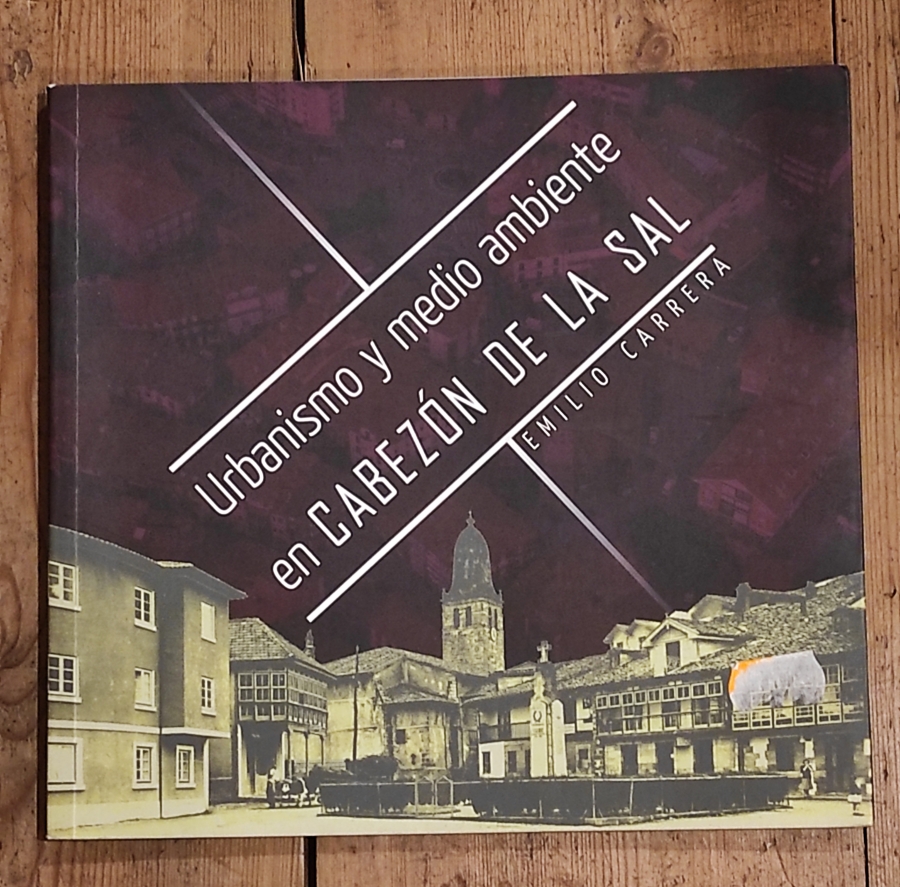 Urbanismo y medio ambiente
en CABEZÓN DE LA SAL
EMILIO CARRERA